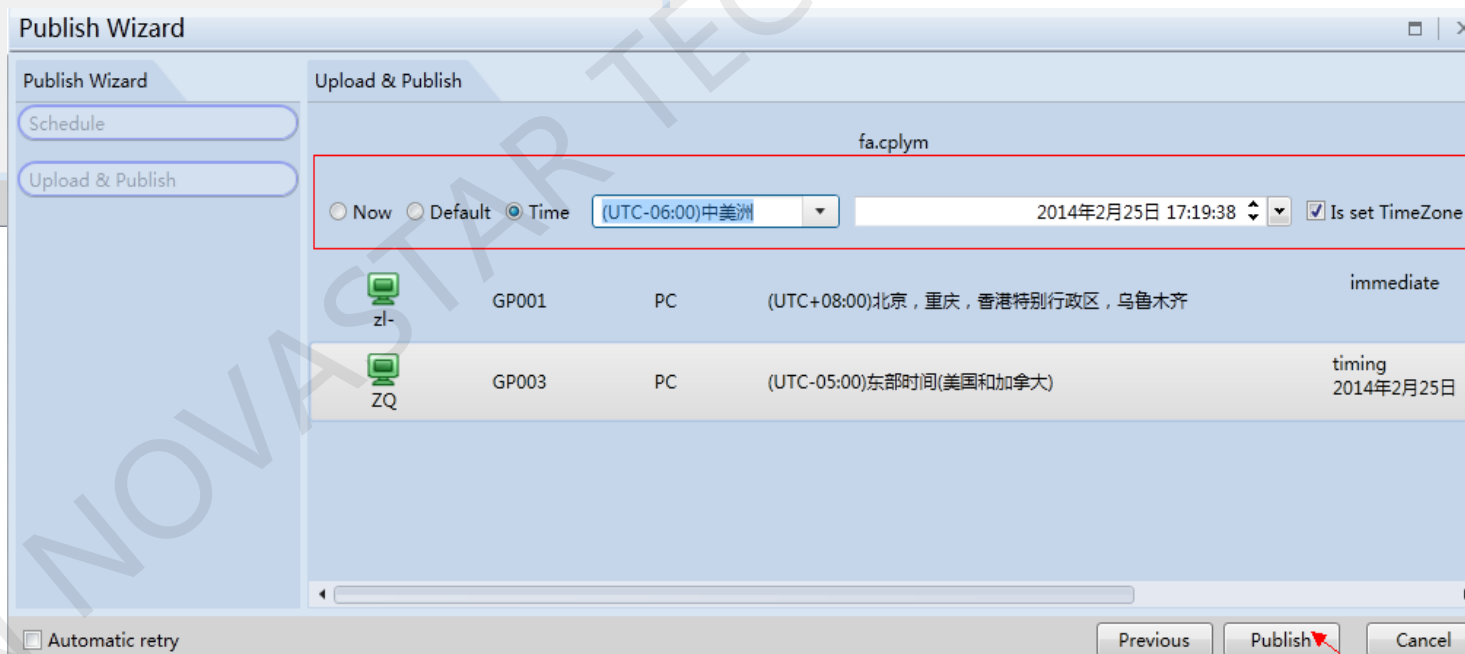 Publish Wizard
Publish Wizard
Upload & Publish
Schedule
Upload & Publish
fa.cplym
Now Default Time (UTC-06:00)中美洲 2014年2月25日 17:19:38 Is set TimeZone
zl- GP001 PC (UTC+08:00)北京，重庆，香港特别行政区，乌鲁木齐 immediate
ZQ GP003 PC (UTC-05:00)东部时间(美国和加拿大) timing
2014年2月25日
Automatic retry Previous Publish Cancel
NOVASTAR TEC